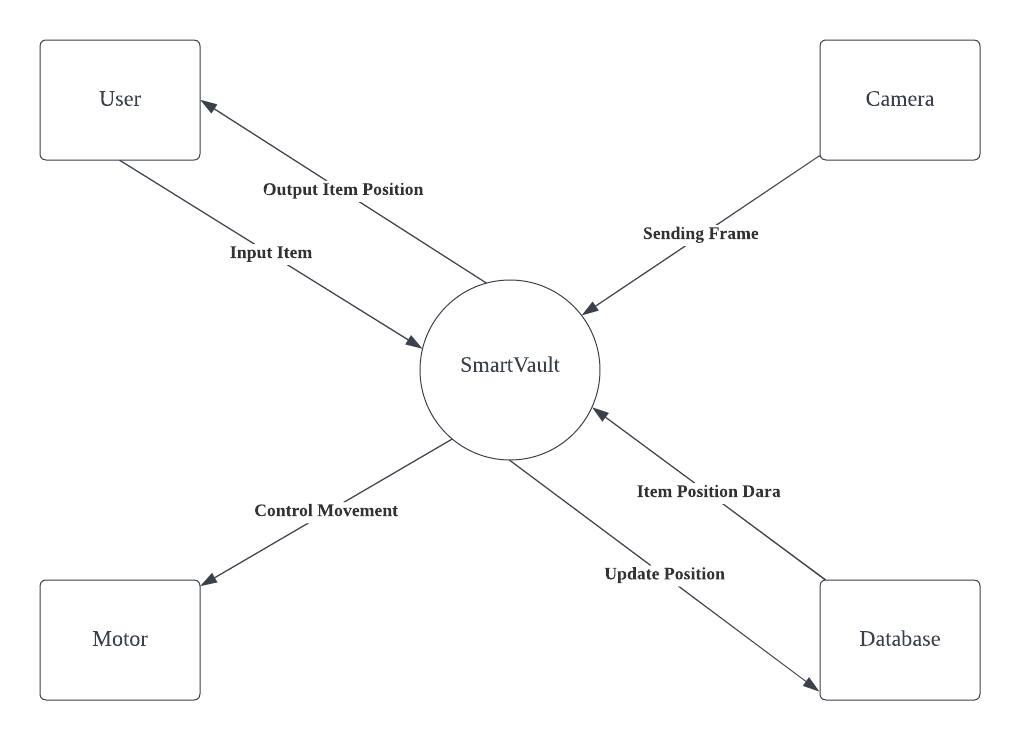 User
Camera
Output Item Position
Sending Frame
Input Item
SmartVault
Item Position Dara
Control Movement
Update Position
Motor
Database